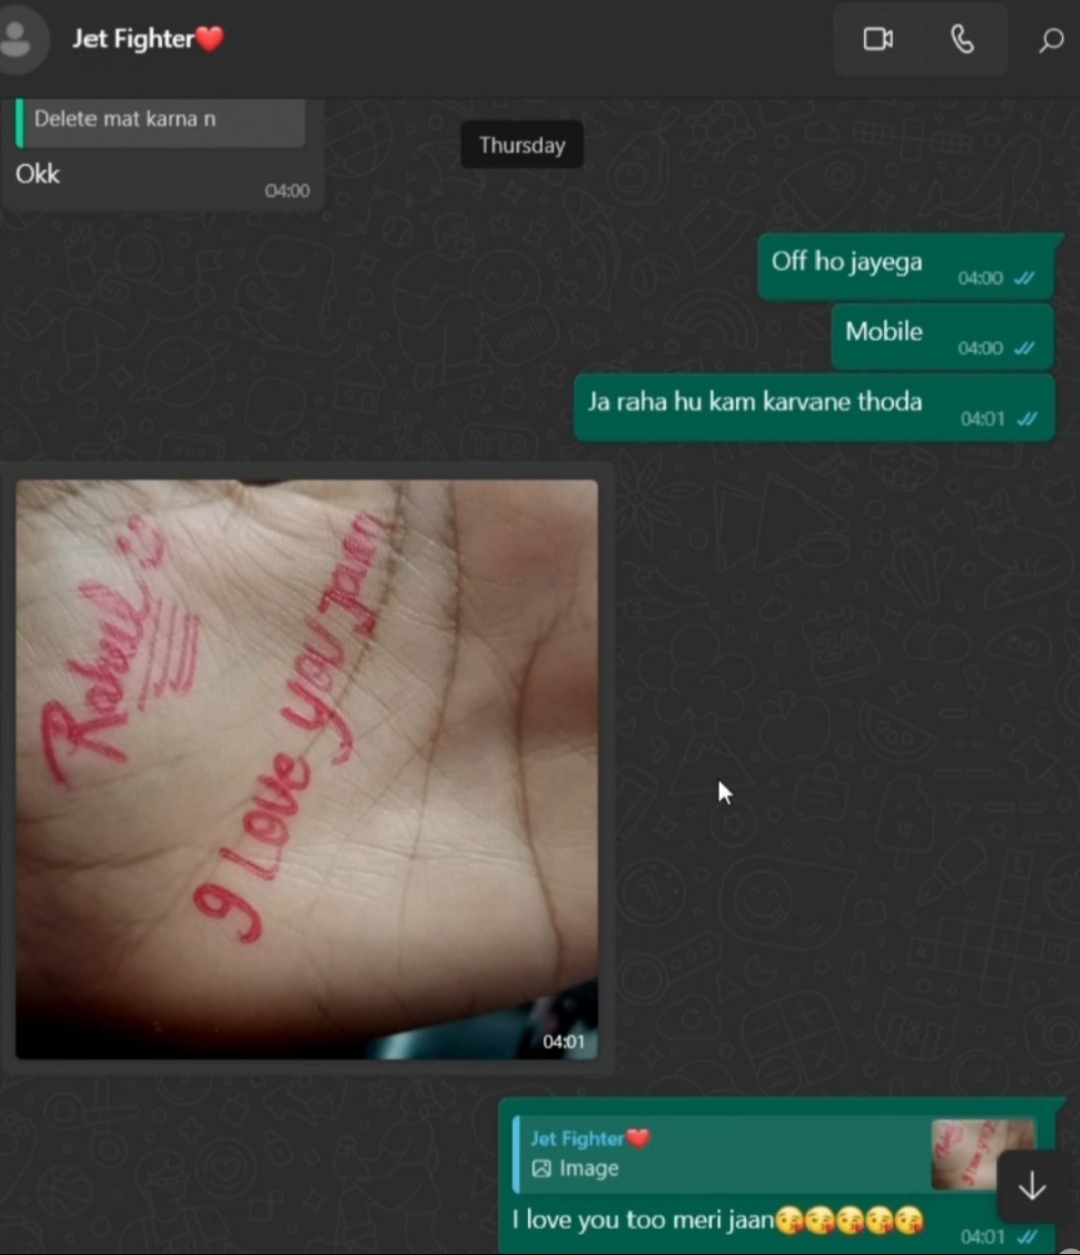 Jet Fighter❤️
Delete mat karna n
Thursday
Okk
04:00
Off ho jayega
04:00
Mobile
04:00
Ja raha hu kam karvane thoda
04:01
Rahul
I Love You Jaan
04:01
Jet Fighter❤️
Image
I love you too meri jaan😘😘😘😘😘
04:01